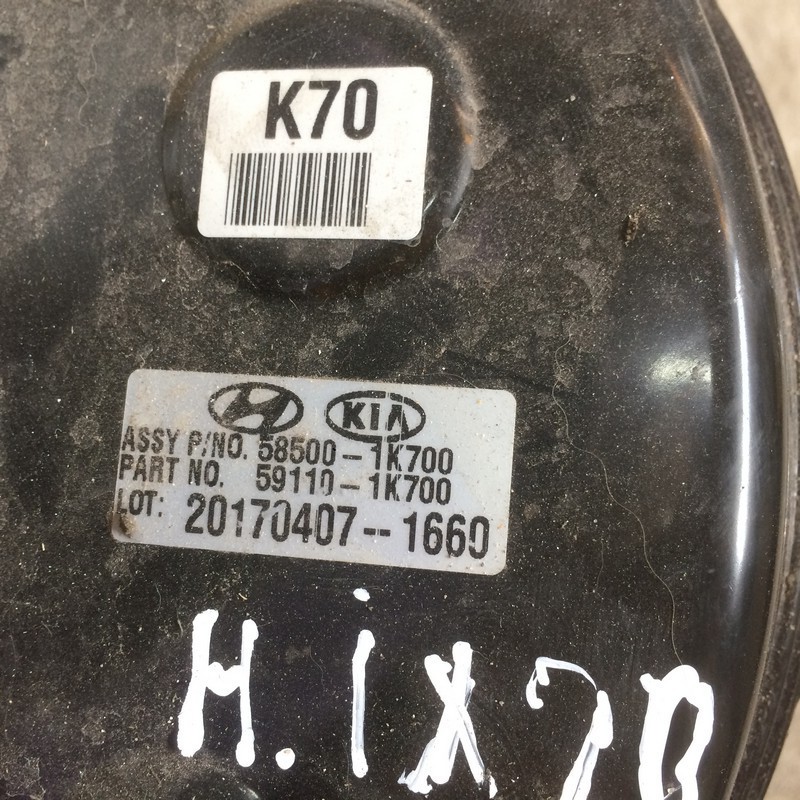 K70
KIA
ASSY P/NO. 58500-1K700
PART NO. 59110-1K700
LOT: 20170407--1660
H.ix20